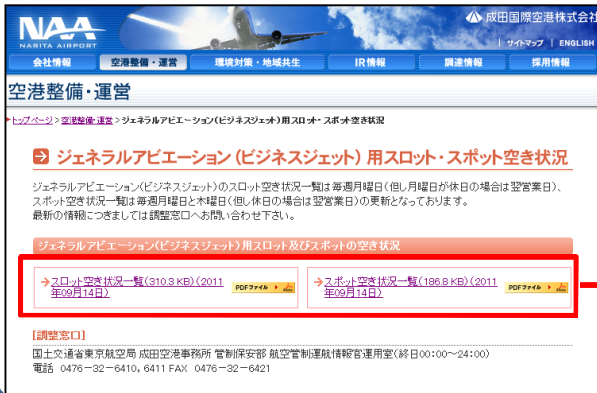 NAA
NARITA AIRPORT
成田国際空港株式会社
サイトマップ | ENGLISH
会社情報 空港整備・運営 環境対策・地域共生 IR情報 調達情報 採用情報
空港整備・運営
トップページ > 空港整備・運営 > ジェネラルアビエーション(ビジネスジェット)用スロット・スポット空き状況
ジェネラルアビエーション(ビジネスジェット)用スロット・スポット空き状況
ジェネラルアビエーション(ビジネスジェット)のスロット空き状況一覧は毎週月曜日(但し月曜日が休日の場合は翌営業日)、
スポット空き状況一覧は毎週月曜日と木曜日(但し休日の場合は翌営業日)の更新となっております。
最新の情報につきましては調整窓口へお問い合わせ下さい。
ジェネラルアビエーション(ビジネスジェット)用スロット及びスポットの空き状況
→スロット空き状況一覧(310.3 KB)(2011年09月14日) PDFファイル
→スポット空き状況一覧(186.8 KB)(2011年09月14日) PDFファイル
[調整窓口]
国土交通省東京航空局 成田空港事務所 管制保安部 航空管制運航情報官運用室(終日00:00~24:00)
電話 0476-32-6410, 6411 FAX 0476-32-6421